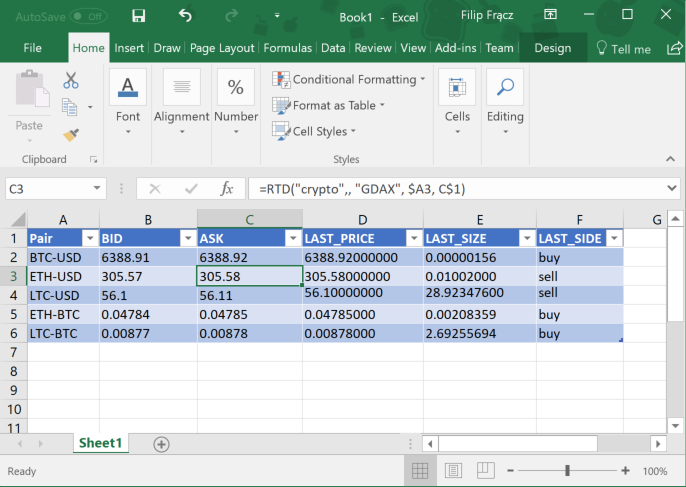 AutoSave Off Book1 - Excel Filip Frącz
File Home Insert Draw Page Layout Formulas Data Review View Add-ins Team Design Tell me
Paste
Clipboard
Font
Alignment
Number
Conditional Formatting
Format as Table
Cell Styles
Styles
Cells
Editing
C3 fx =RTD("crypto",, "GDAX", $A3, C$1)
A B C D E F G
1 Pair BID ASK LAST_PRICE LAST_SIZE LAST_SIDE
2 BTC-USD 6388.91 6388.92 6388.92000000 0.00000156 buy
3 ETH-USD 305.57 305.58 305.58000000 0.01002000 sell
4 LTC-USD 56.1 56.11 56.10000000 28.92347600 sell
5 ETH-BTC 0.04784 0.04785 0.04785000 0.00208359 buy
6 LTC-BTC 0.00877 0.00878 0.00878000 2.69255694 buy
7
8
9
10
11
Sheet1
Ready 100%